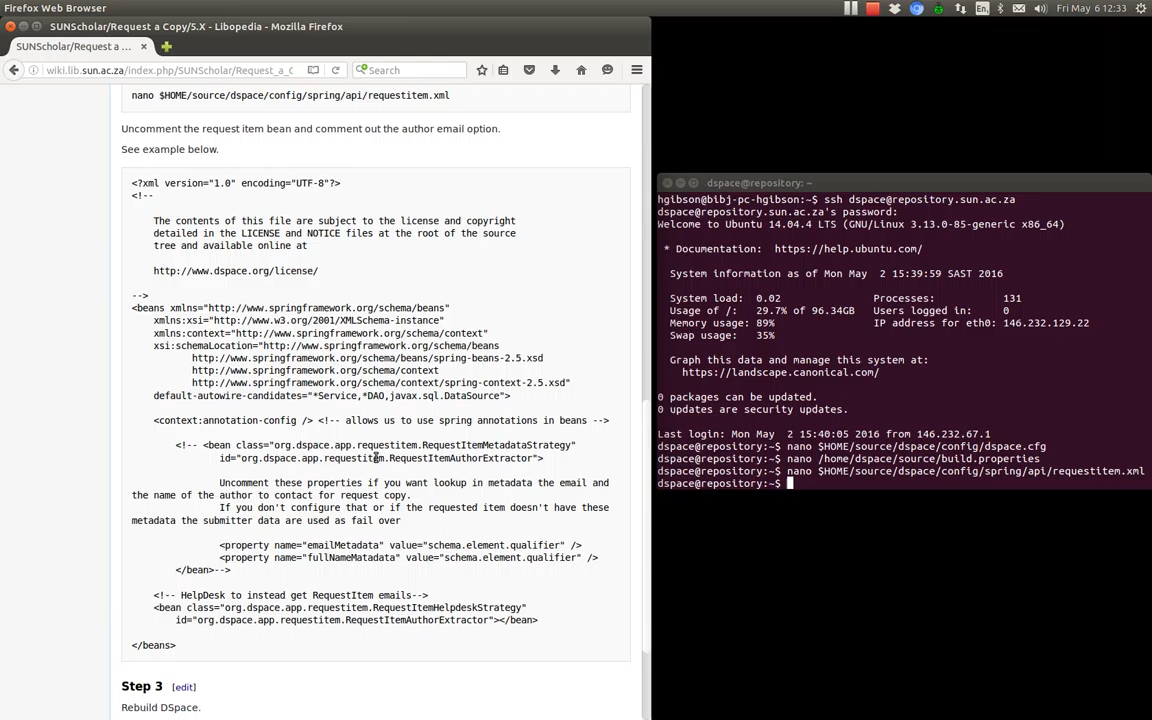 Firefox Web Browser
En
Fri May 6 12:33
SUNScholar/Request a Copy/5.X - Libopedia - Mozilla Firefox
SUNScholar/Request a ...
wiki.lib.sun.ac.za/index.php/SUNScholar/Request_a_C
Search
nano $HOME/source/dspace/config/spring/api/requestitem.xml
Uncomment the request item bean and comment out the author email option.
See example below.
<?xml version="1.0" encoding="UTF-8"?>
<!--
The contents of this file are subject to the license and copyright
detailed in the LICENSE and NOTICE files at the root of the source
tree and available online at
http://www.dspace.org/license/
-->
<beans xmlns="http://www.springframework.org/schema/beans"
xmlns:xsi="http://www.w3.org/2001/XMLSchema-instance"
xmlns:context="http://www.springframework.org/schema/context"
xsi:schemaLocation="http://www.springframework.org/schema/beans
http://www.springframework.org/schema/beans/spring-beans-2.5.xsd
http://www.springframework.org/schema/context
http://www.springframework.org/schema/context/spring-context-2.5.xsd"
default-autowire-candidates="*Service,*DAO,javax.sql.DataSource">
<context:annotation-config /> <!-- allows us to use spring annotations in beans -->
<!-- <bean class="org.dspace.app.requestitem.RequestItemMetadataStrategy"
id="org.dspace.app.requestitem.RequestItemAuthorExtractor">
Uncomment these properties if you want lookup in metadata the email and
the name of the author to contact for request copy.
If you don't configure that or if the requested item doesn't have these
metadata the submitter data are used as fail over
<property name="emailMetadata" value="schema.element.qualifier" />
<property name="fullNameMatadata" value="schema.element.qualifier" />
</bean>-->
<!-- HelpDesk to instead get RequestItem emails-->
<bean class="org.dspace.app.requestitem.RequestItemHelpdeskStrategy"
id="org.dspace.app.requestitem.RequestItemAuthorExtractor"></bean>
</beans>
Step 3 [edit]
Rebuild DSpace.
dspace@repository: ~
hgibson@bibj-pc-hgibson:~$ ssh dspace@repository.sun.ac.za
dspace@repository.sun.ac.za's password:
Welcome to Ubuntu 14.04.4 LTS (GNU/Linux 3.13.0-85-generic x86_64)
* Documentation: https://help.ubuntu.com/
System information as of Mon May 2 15:39:59 SAST 2016
System load: 0.02 Processes: 131
Usage of /: 29.7% of 96.34GB Users logged in: 0
Memory usage: 89% IP address for eth0: 146.232.129.22
Swap usage: 35%
Graph this data and manage this system at:
https://landscape.canonical.com/
0 packages can be updated.
0 updates are security updates.
Last login: Mon May 2 15:40:05 2016 from 146.232.67.1
dspace@repository:~$ nano $HOME/source/dspace/config/dspace.cfg
dspace@repository:~$ nano /home/dspace/source/build.properties
dspace@repository:~$ nano $HOME/source/dspace/config/spring/api/requestitem.xml
dspace@repository:~$